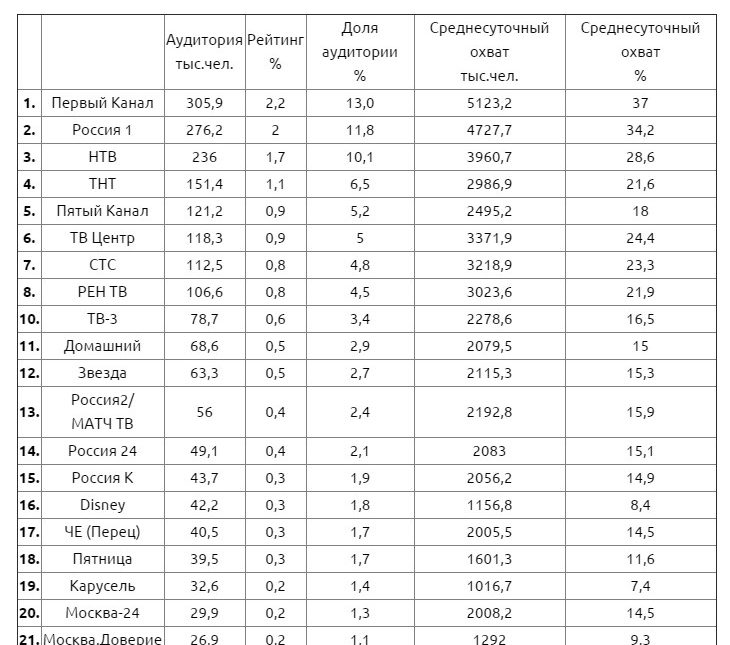 Аудитория тыс.чел. Рейтинг % Доля аудитории % Среднесуточный охват тыс.чел. Среднесуточный охват %
1. Первый Канал 305,9 2,2 13,0 5123,2 37
2. Россия 1 276,2 2 11,8 4727,7 34,2
3. НТВ 236 1,7 10,1 3960,7 28,6
4. ТНТ 151,4 1,1 6,5 2986,9 21,6
5. Пятый Канал 121,2 0,9 5,2 2495,2 18
6. ТВ Центр 118,3 0,9 5 3371,9 24,4
7. СТС 112,5 0,8 4,8 3218,9 23,3
8. РЕН ТВ 106,6 0,8 4,5 3023,6 21,9
10. ТВ-3 78,7 0,6 3,4 2278,6 16,5
11. Домашний 68,6 0,5 2,9 2079,5 15
12. Звезда 63,3 0,5 2,7 2115,3 15,3
13. Россия2/ МАТЧ ТВ 56 0,4 2,4 2192,8 15,9
14. Россия 24 49,1 0,4 2,1 2083 15,1
15. Россия К 43,7 0,3 1,9 2056,2 14,9
16. Disney 42,2 0,3 1,8 1156,8 8,4
17. ЧЕ (Перец) 40,5 0,3 1,7 2005,5 14,5
18. Пятница 39,5 0,3 1,7 1601,3 11,6
19. Карусель 32,6 0,2 1,4 1016,7 7,4
20. Москва-24 29,9 0,2 1,3 2008,2 14,5
21. Москва.Доверие 26,9 0,2 1,1 1292 9,3